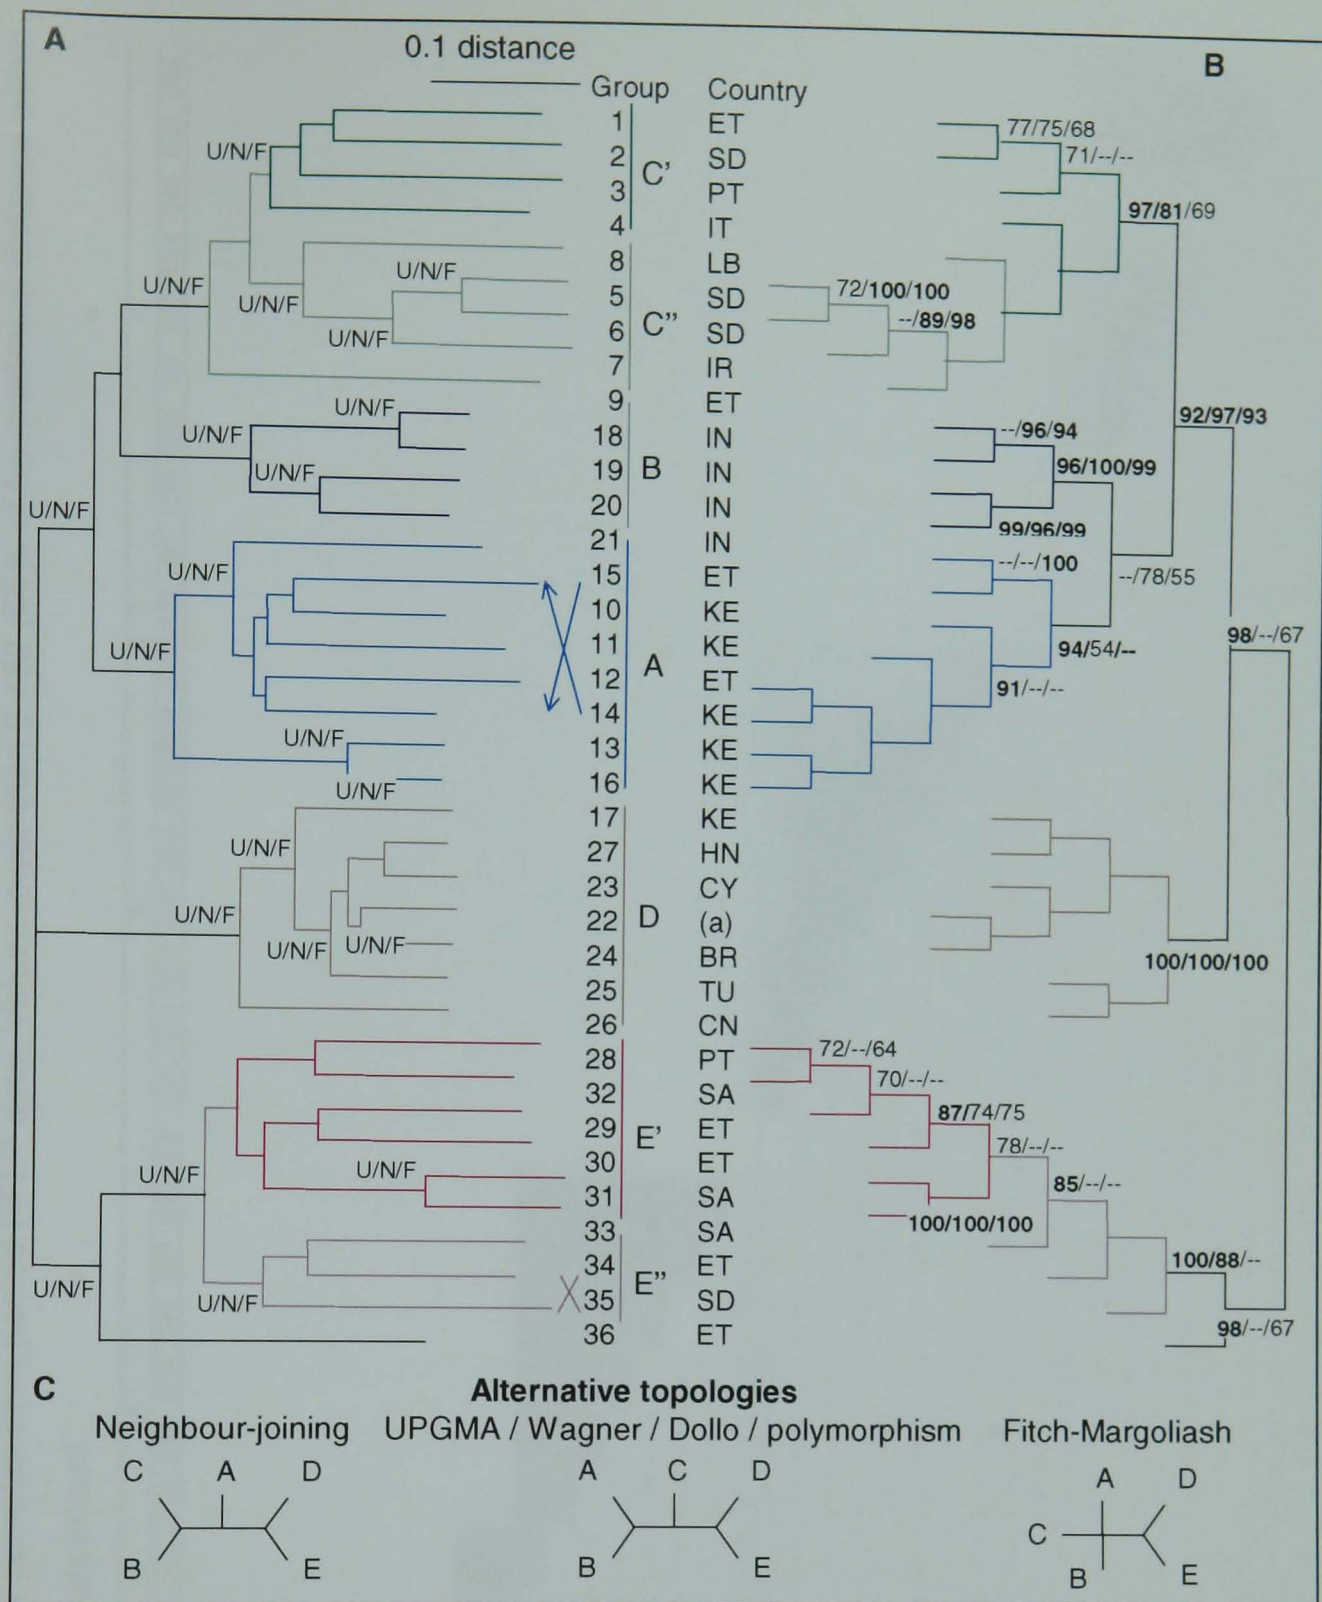 A
0.1 distance
B
Group Country
1 ET 77/75/68
U/N/F 2 SD 71/--/--
C’
3 PT
4 IT 97/81/69
8 LB
U/N/F U/N/F 5 SD 72/100/100
U/N/F C” --/89/98
U/N/F 6 SD
7 IR
9 ET
U/N/F 92/97/93
U/N/F 18 IN --/96/94
U/N/F 19 B IN 96/100/99
20 IN
U/N/F 99/96/99
21 IN
U/N/F 15 ET --/--/100
--/78/55
10 KE
U/N/F 11 KE 98/--/67
A 94/54/--
12 ET 91/--/--
14 KE
U/N/F 13 KE
U/N/F 16 KE
17 KE
U/N/F 27 HN
23 CY
U/N/F 22 D (a)
U/N/F U/N/F 24 BR 100/100/100
25 TU
26 CN
28 PT 72/--/64
70/--/--
32 SA
29 ET 87/74/75
E’
U/N/F U/N/F 30 ET 78/--/--
31 SA 85/--/--
33 SA 100/100/100
34 ET 100/88/--
E”
U/N/F U/N/F 35 SD
36 ET 98/--/67
C Alternative topologies
Neighbour-joining UPGMA / Wagner / Dollo / polymorphism Fitch-Margoliash
C A D A C D A D
C
B E B E B E